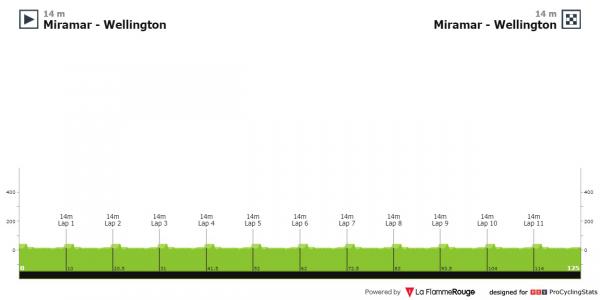 14 m
Miramar - Wellington
14 m
Miramar - Wellington
400
200
0
400
200
0
14m 14m 14m 14m 14m 14m 14m 14m 14m 14m 14m
Lap 1 Lap 2 Lap 3 Lap 4 Lap 5 Lap 6 Lap 7 Lap 8 Lap 9 Lap 10 Lap 11
0 10 20.5 31 41.5 52 62 72.5 83 93.5 104 114
Powered by LaFlammeRouge designed for PCS ProCyclingStats